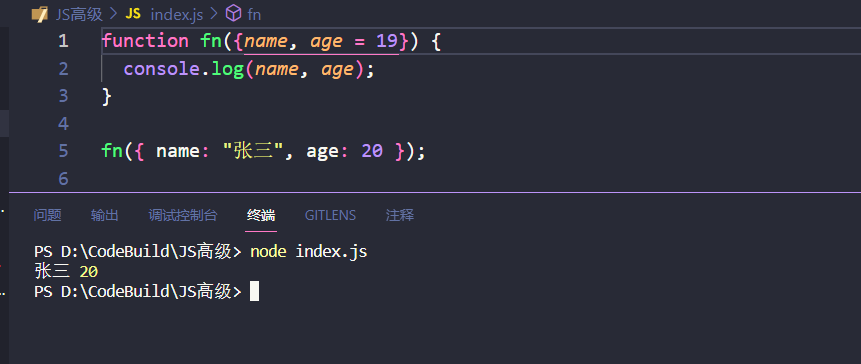 JS高级 > JS index.js > fn
1 function fn({name, age = 19}) {
2 console.log(name, age);
3 }
4
5 fn({ name: "张三", age: 20 });
6
问题 输出 调试控制台 终端 GITLENS 注释
PS D:\CodeBuild\JS高级> node index.js
张三 20
PS D:\CodeBuild\JS高级>